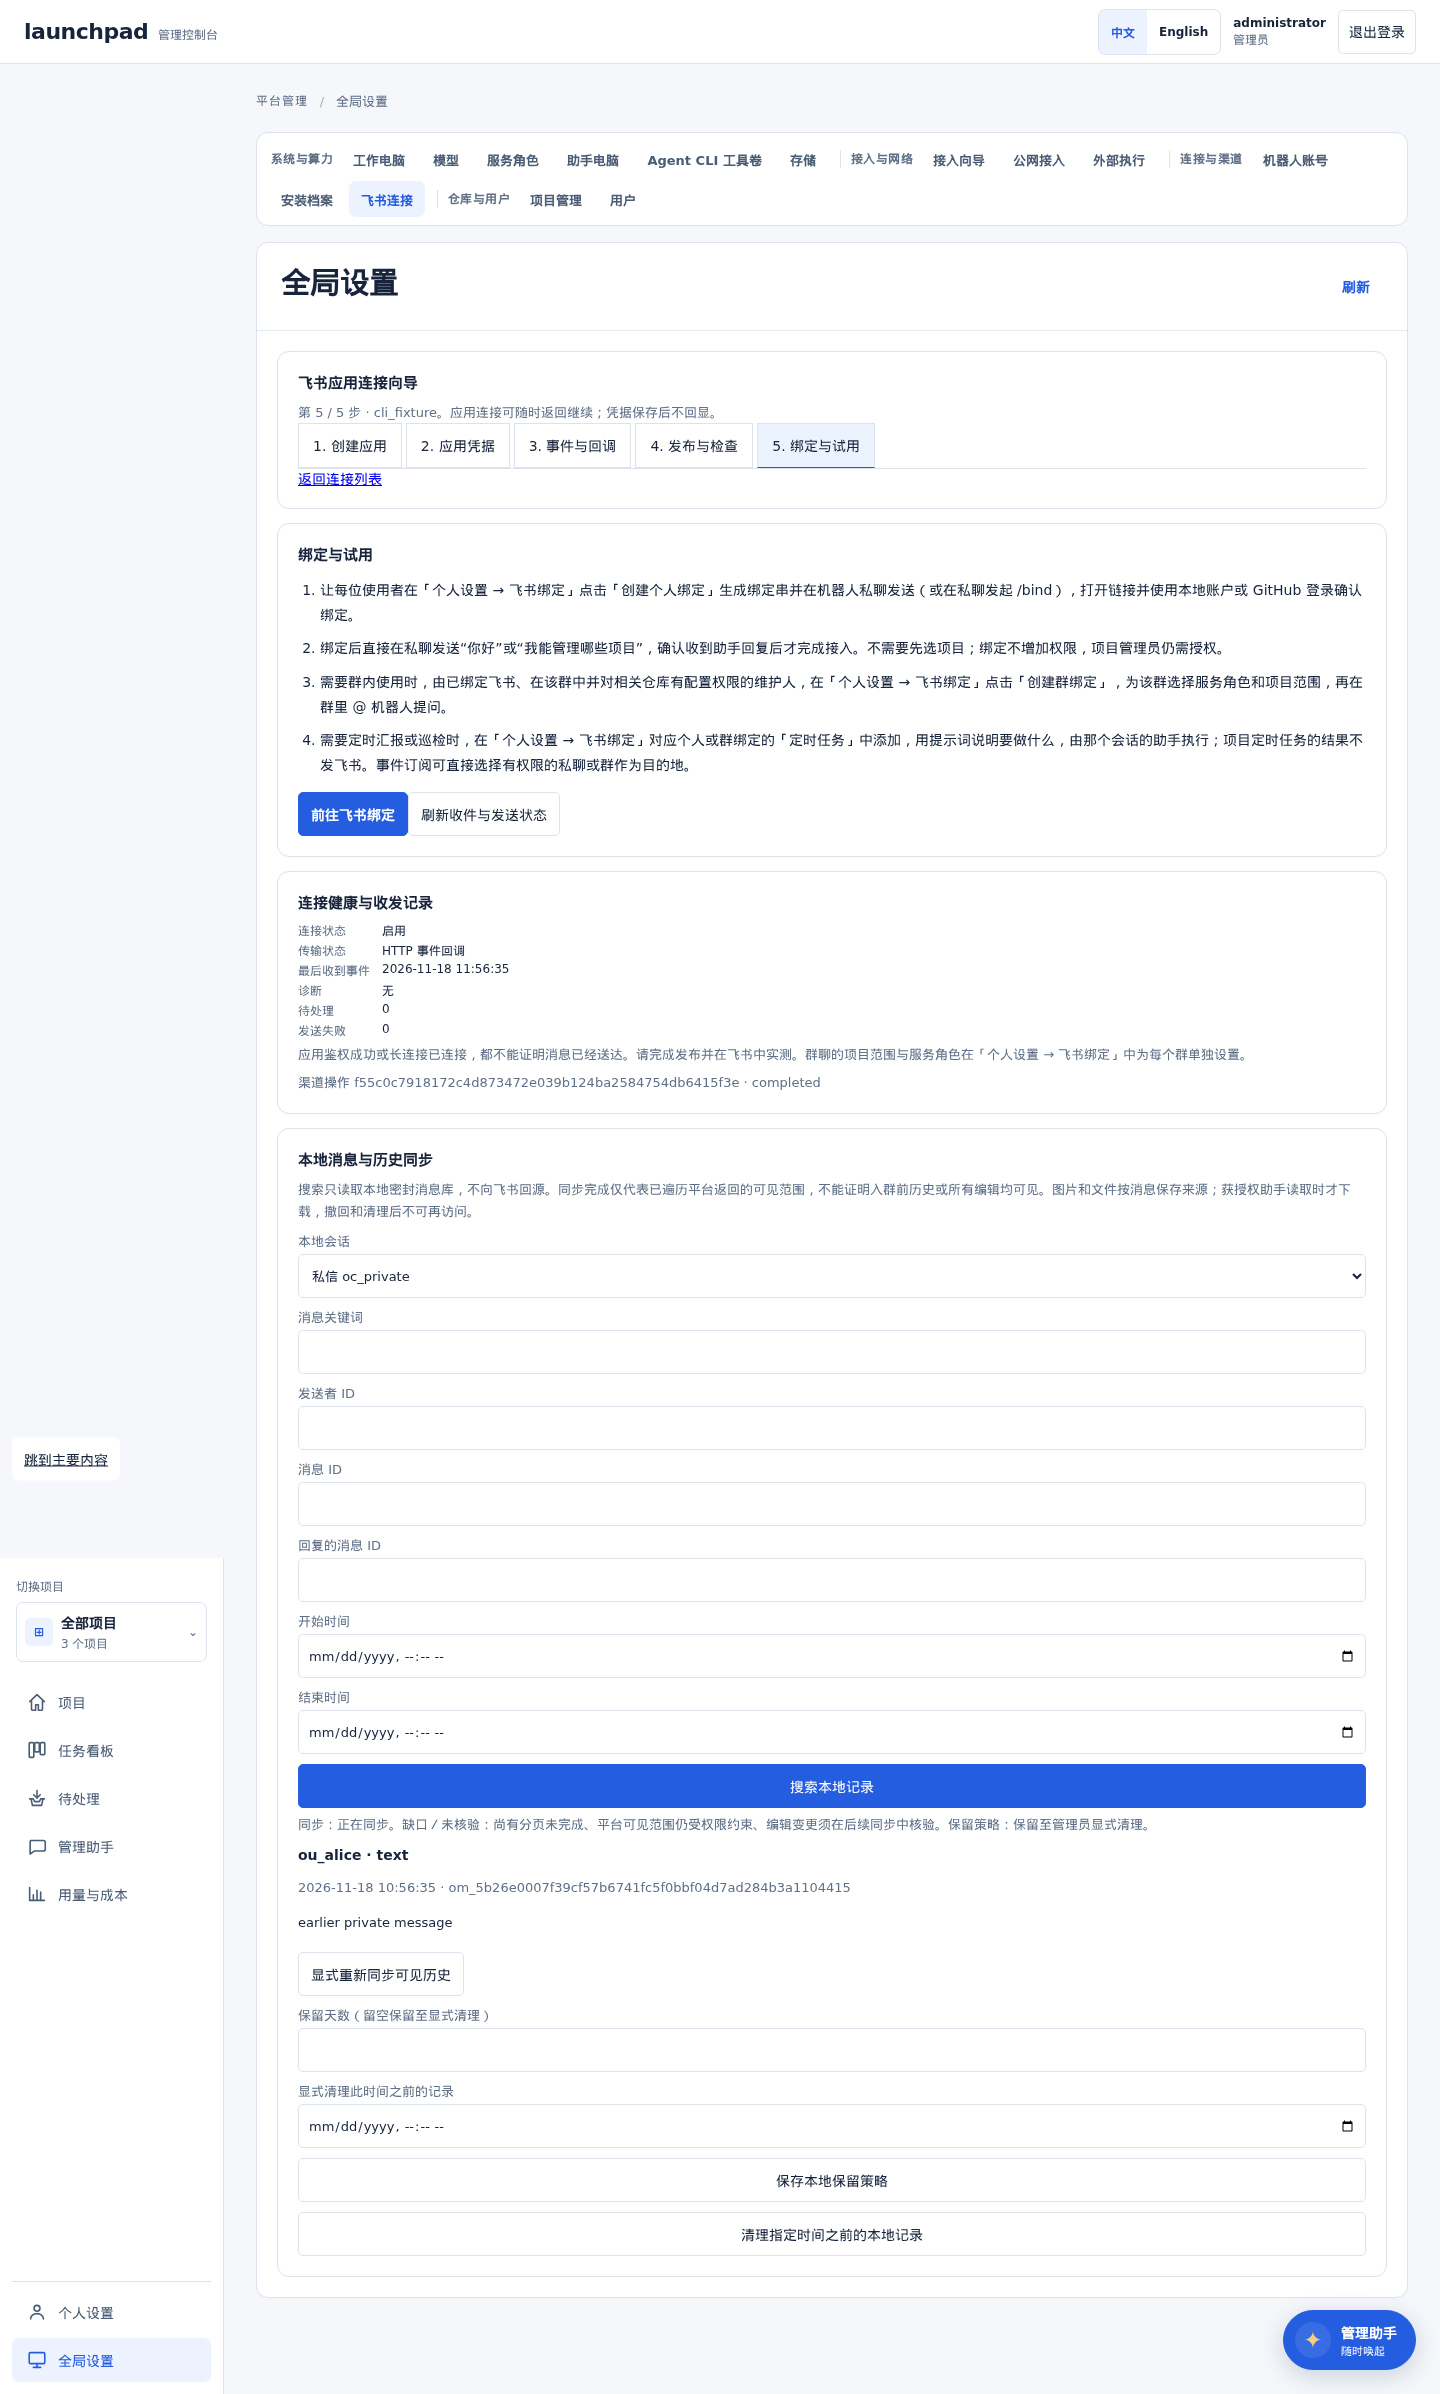 launchpad 管理控制台
中文 English
administrator
管理员
退出登录
平台管理 / 全局设置
系统与算力 工作电脑 模型 服务角色 助手电脑 Agent CLI 工具卷 存储 接入与网络 接入向导 公网接入 外部执行 连接与渠道 机器人账号
安装档案 飞书连接 仓库与用户 项目管理 用户
全局设置
刷新
飞书应用连接向导
第 5 / 5 步 · cli_fixture。应用连接可随时返回继续；凭据保存后不回显。
1. 创建应用 2. 应用凭据 3. 事件与回调 4. 发布与检查 5. 绑定与试用
返回连接列表
绑定与试用
1. 让每位使用者在「个人设置 → 飞书绑定」点击「创建个人绑定」生成绑定串并在机器人私聊发送（或在私聊发起 /bind），打开链接并使用本地账户或 GitHub 登录确认
绑定。
2. 绑定后直接在私聊发送“你好”或“我能管理哪些项目”，确认收到助手回复后才完成接入。不需要先选项目；绑定不增加权限，项目管理员仍需授权。
3. 需要群内使用时，由已绑定飞书、在该群中并对相关仓库有配置权限的维护人，在「个人设置 → 飞书绑定」点击「创建群绑定」，为该群选择服务角色和项目范围，再在
群里 @ 机器人提问。
4. 需要定时汇报或巡检时，在「个人设置 → 飞书绑定」对应个人或群绑定的「定时任务」中添加，用提示词说明要做什么，由那个会话的助手执行；项目定时任务的结果不
发飞书。事件订阅可直接选择有权限的私聊或群作为目的地。
前往飞书绑定 刷新收件与发送状态
连接健康与收发记录
连接状态 启用
传输状态 HTTP 事件回调
最后收到事件 2026-11-18 11:56:35
诊断 无
待处理 0
发送失败 0
应用鉴权成功或长连接已连接，都不能证明消息已经送达。请完成发布并在飞书中实测。群聊的项目范围与服务角色在「个人设置 → 飞书绑定」中为每个群单独设置。
渠道操作 f55c0c7918172c4d873472e039b124ba2584754db6415f3e · completed
本地消息与历史同步
搜索只读取本地密封消息库，不向飞书回源。同步完成仅代表已遍历平台返回的可见范围，不能证明入群前历史或所有编辑均可见。图片和文件按消息保存来源；获授权助手读取时才下
载，撤回和清理后不可再访问。
本地会话
私信 oc_private
消息关键词
发送者 ID
消息 ID
回复的消息 ID
开始时间
mm/dd/yyyy, --:-- --
结束时间
mm/dd/yyyy, --:-- --
搜索本地记录
同步：正在同步。缺口 / 未核验：尚有分页未完成、平台可见范围仍受权限约束、编辑变更须在后续同步中核验。保留策略：保留至管理员显式清理。
ou_alice · text
2026-11-18 10:56:35 · om_5b26e0007f39cf57b6741fc5f0bbf04d7ad284b3a1104415
earlier private message
显式重新同步可见历史
保留天数（留空保留至显式清理）
显式清理此时间之前的记录
mm/dd/yyyy, --:-- --
保存本地保留策略
清理指定时间之前的本地记录
跳到主要内容
切换项目
全部项目
3 个项目
项目
任务看板
待处理
管理助手
用量与成本
个人设置
全局设置
管理助手
随时唤起